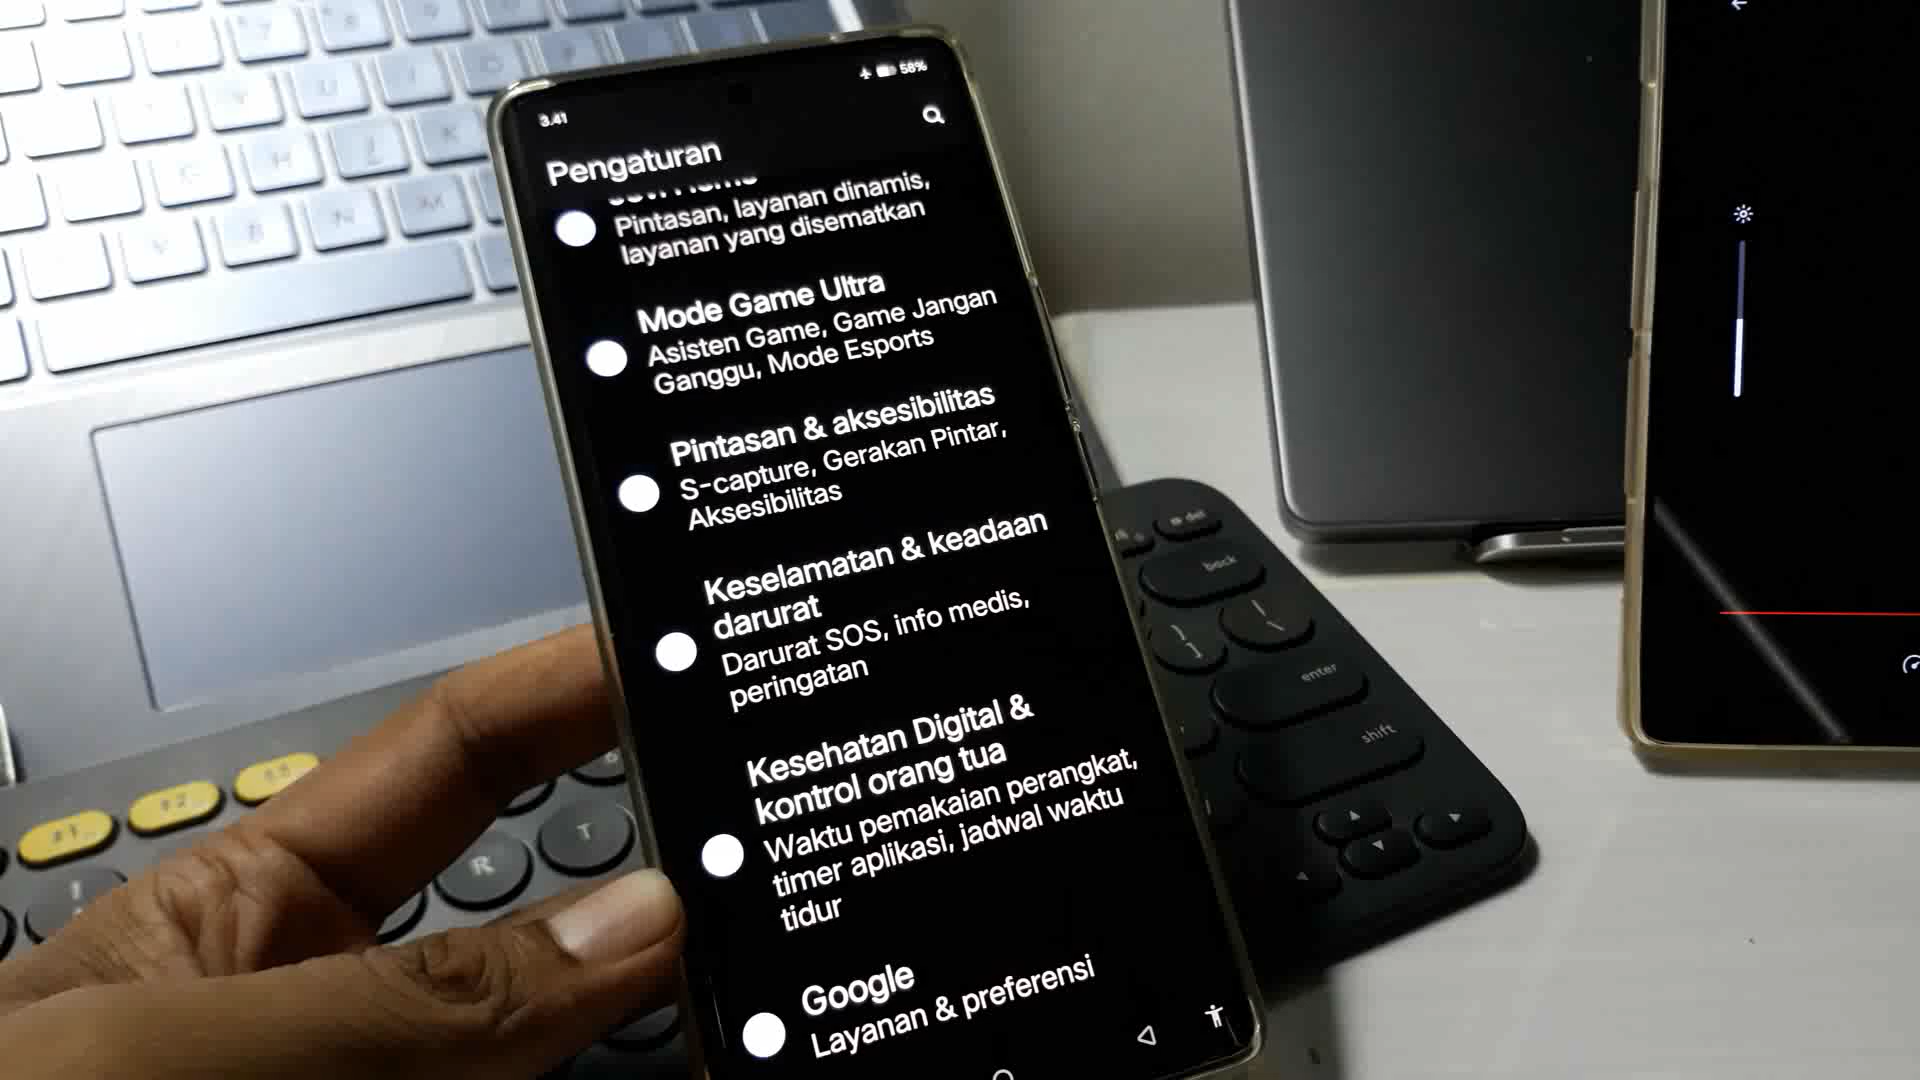 3.41
58%
Pengaturan
Pintasan, layanan dinamis,
layanan yang disematkan
Mode Game Ultra
Asisten Game, Game Jangan
Ganggu, Mode Esports
Pintasan & aksesibilitas
S-capture, Gerakan Pintar,
Aksesibilitas
Keselamatan & keadaan
darurat
Darurat SOS, info medis,
peringatan
Kesehatan Digital &
kontrol orang tua
Waktu pemakaian perangkat,
timer aplikasi, jadwal waktu
tidur
Google
Layanan & preferensi
del
back
enter
shift
R
T